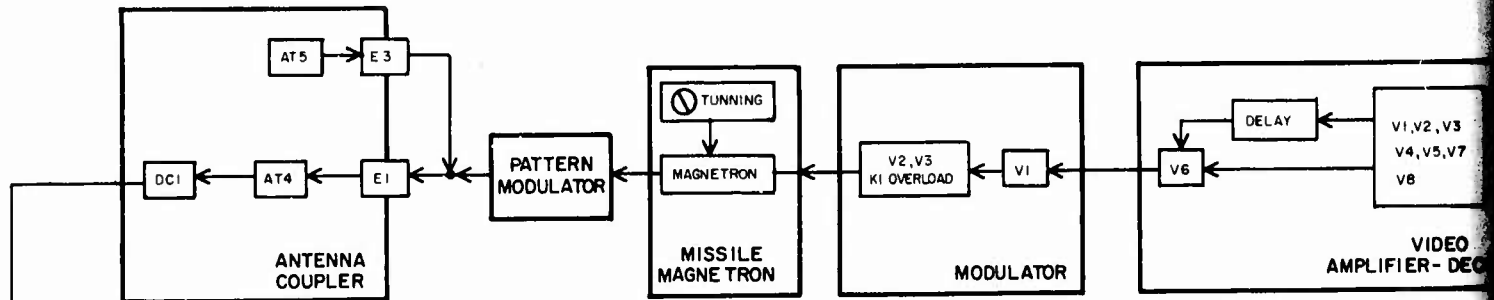 AT5
E3
DC1
AT4
E1
ANTENNA
COUPLER
PATTERN
MODULATOR
TUNNING
MAGNETRON
MISSILE
MAGNETRON
V2,V3
K1 OVERLOAD
V1
MODULATOR
DELAY
V6
V1,V2,V3
V4,V5,V7
V8
VIDEO
AMPLIFIER-